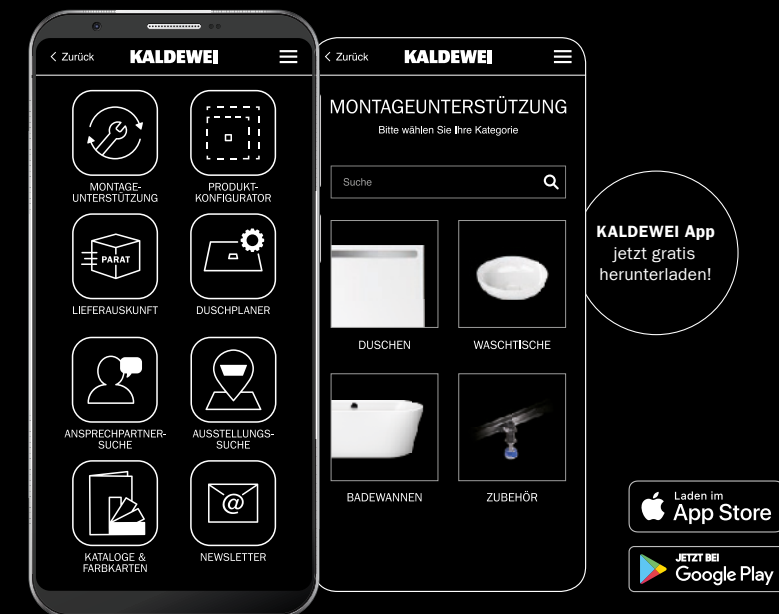 Zurück
KALDEWEI
MONTAGE-
UNTERSTÜTZUNG
PRODUKT-
KONFIGURATOR
PARAT
LIEFERAUSKUNFT
DUSCHPLANER
ANSPRECHPARTNER-
SUCHE
AUSSTELLUNGS-
SUCHE
@
KATALOGE &
FARBKARTEN
NEWSLETTER
Zurück
KALDEWEI
MONTAGEUNTERSTÜTZUNG
Bitte wählen Sie Ihre Kategorie
Suche
DUSCHEN
WASCHTISCHE
BADEWANNEN
ZUBEHÖR
KALDEWEI App
jetzt gratis
herunterladen!
Laden im
App Store
JETZT BEI
Google Play